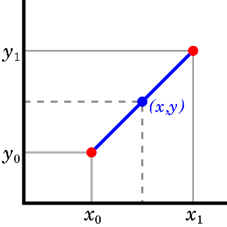 y₁
(x,y)
y₀
x₀ x₁